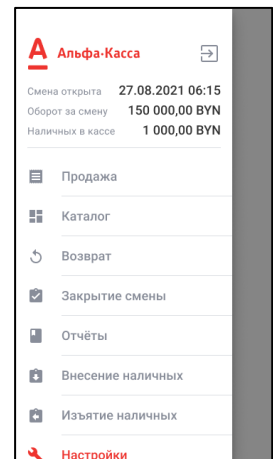 Альфа-Касса
Смена открыта 27.08.2021 06:15
Оборот за смену 150 000,00 BYN
Наличных в кассе 1 000,00 BYN
Продажа
Каталог
Возврат
Закрытие смены
Отчёты
Внесение наличных
Изъятие наличных
Настройки